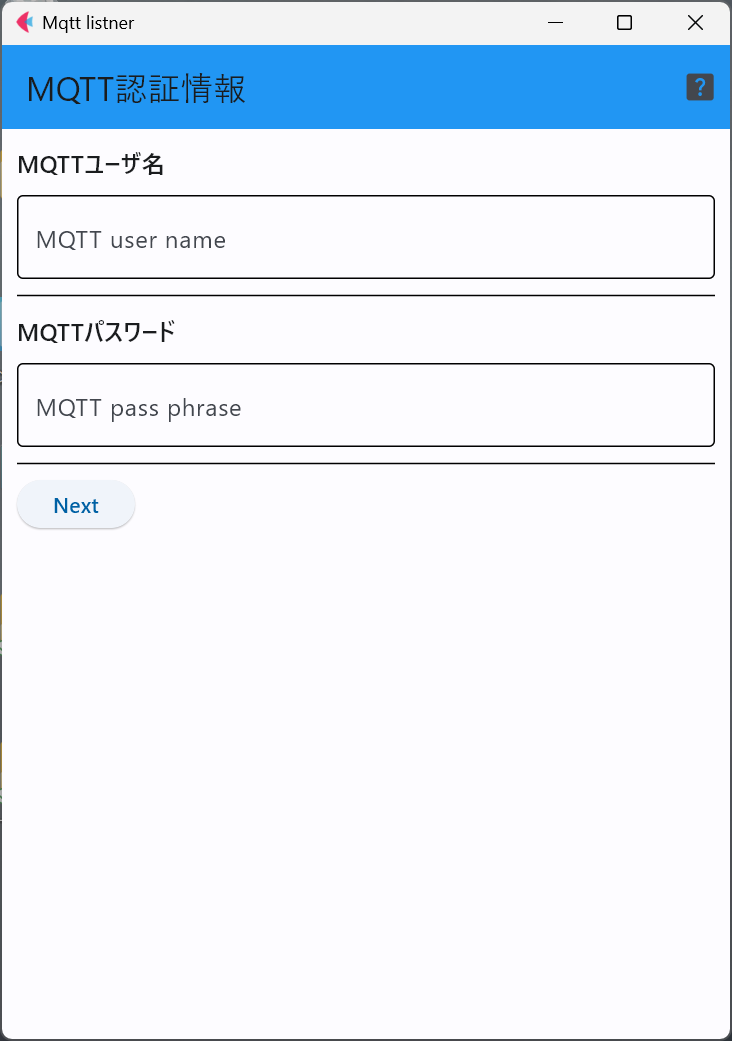 Mqtt listner
MQTT認証情報
?
MQTTユーザ名
MQTT user name
MQTTパスワード
MQTT pass phrase
Next